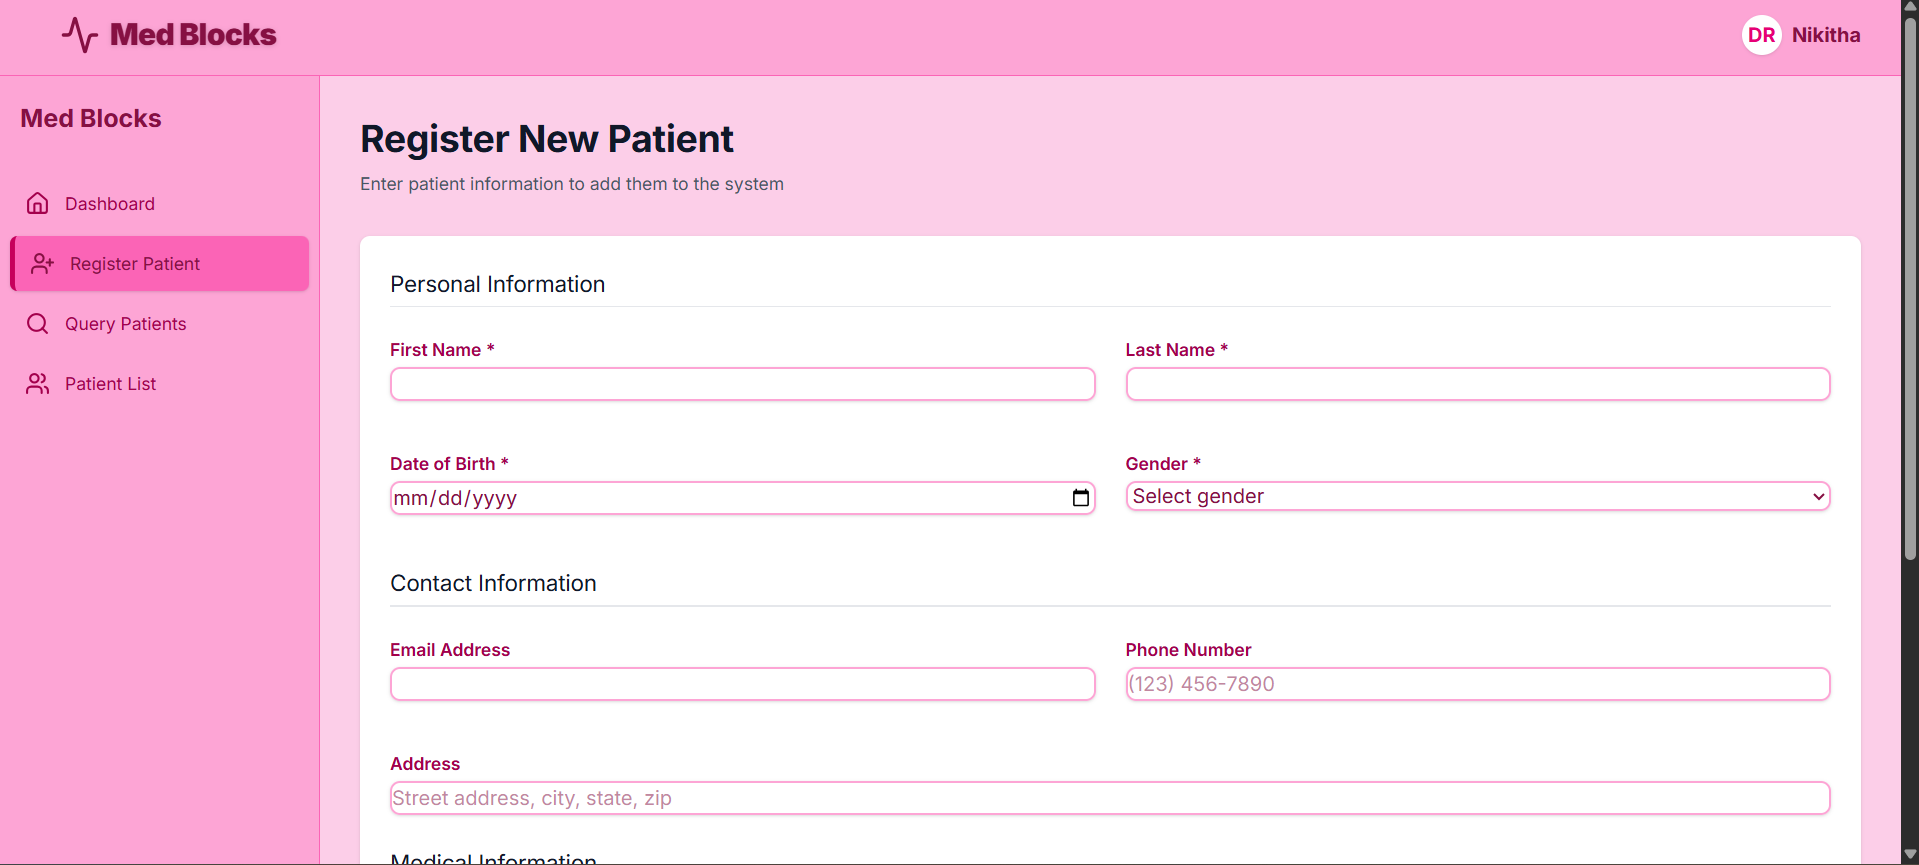 Med Blocks
DR Nikitha
Med Blocks
Dashboard
Register Patient
Query Patients
Patient List
Register New Patient
Enter patient information to add them to the system
Personal Information
First Name *
Last Name *
Date of Birth *
mm/dd/yyyy
Gender *
Select gender
Contact Information
Email Address
Phone Number
(123) 456-7890
Address
Street address, city, state, zip
Medical Information